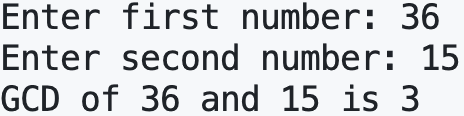 Enter first number: 36
Enter second number: 15
GCD of 36 and 15 is 3